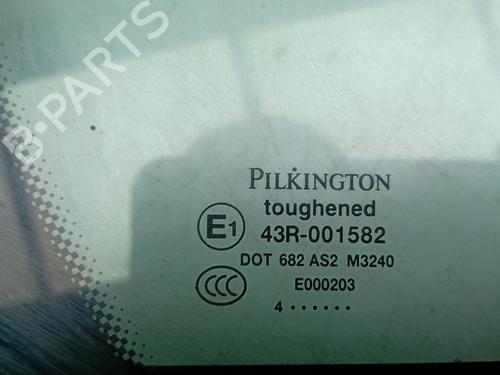 B-PARTS
PILKINGTON
toughened
E1 43R-001582
DOT 682 AS2 M3240
CCC E000203
4 • • • • • •